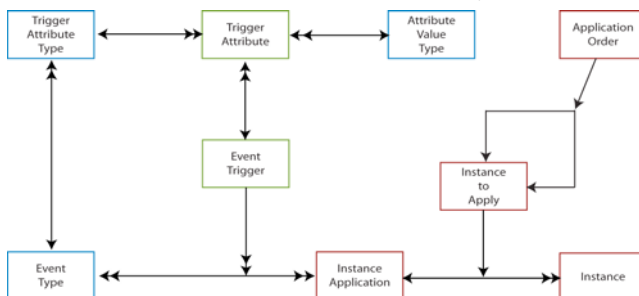 Trigger
Attribute
Type
Trigger
Attribute
Attribute
Value
Type
Application
Order
Event
Trigger
Instance
to
Apply
Event
Type
Instance
Application
Instance